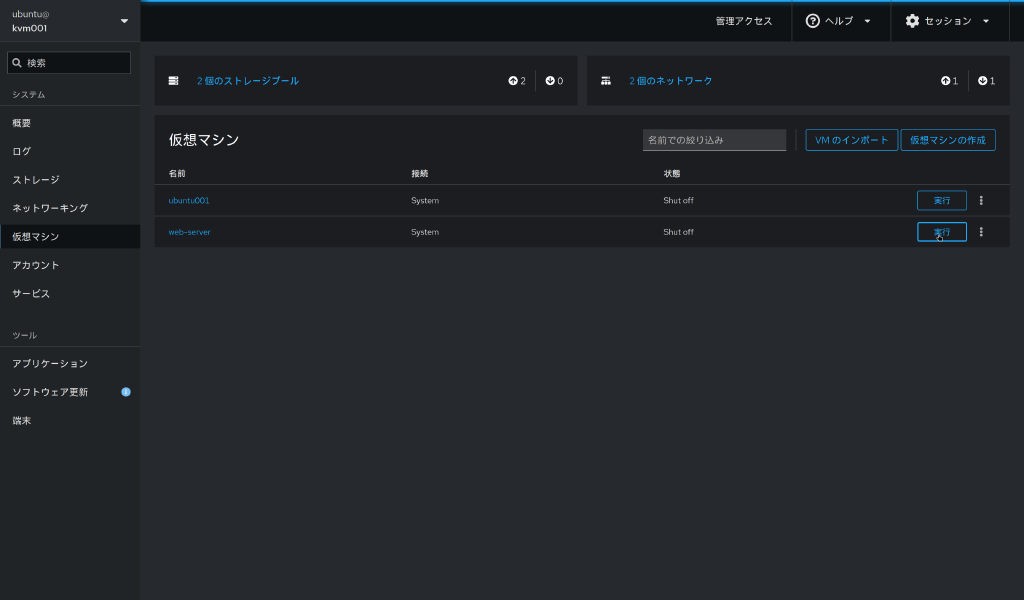 ubuntu@
kvm001
管理アクセス
ヘルプ
セッション
検索
システム
概要
ログ
ストレージ
ネットワーキング
仮想マシン
アカウント
サービス
ツール
アプリケーション
ソフトウェア更新
端末
2 個のストレージプール 2 0
2 個のネットワーク 1 1
仮想マシン 名前での絞り込み VM のインポート 仮想マシンの作成
名前 接続 状態
ubuntu001 System Shut off 実行
web-server System Shut off 実行